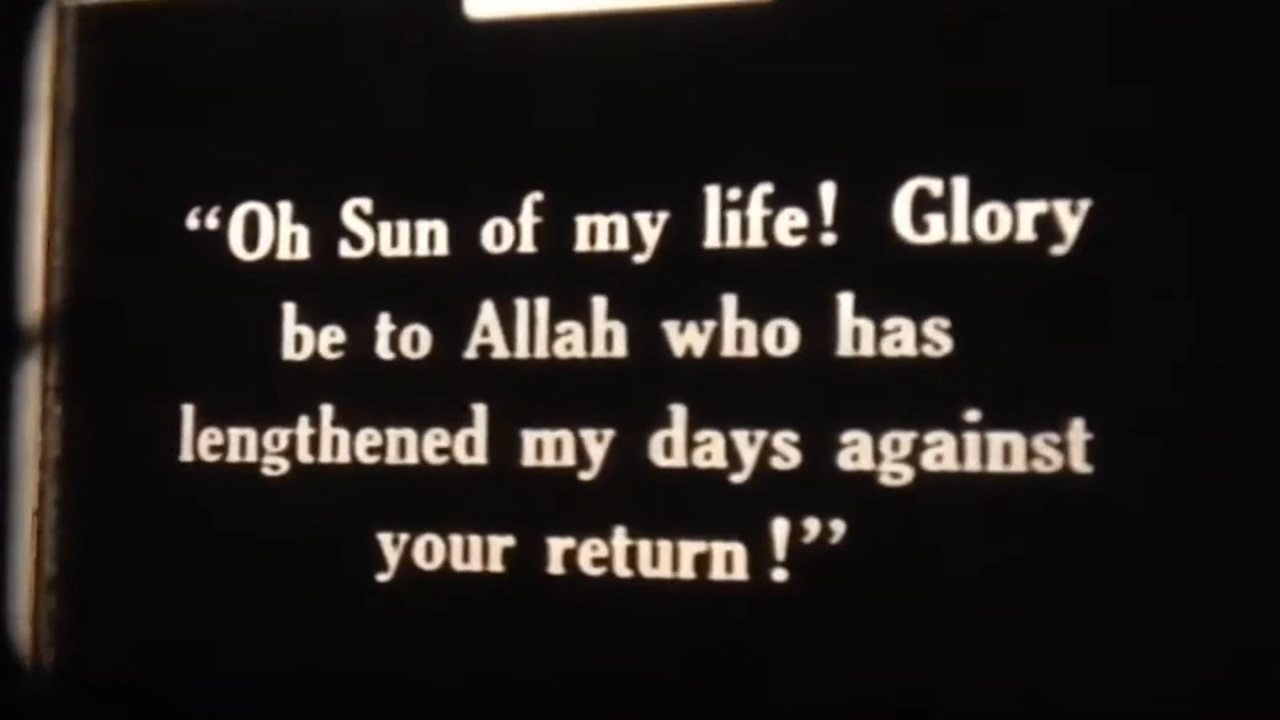 “Oh Sun of my life! Glory
be to Allah who has
lengthened my days against
your return!”